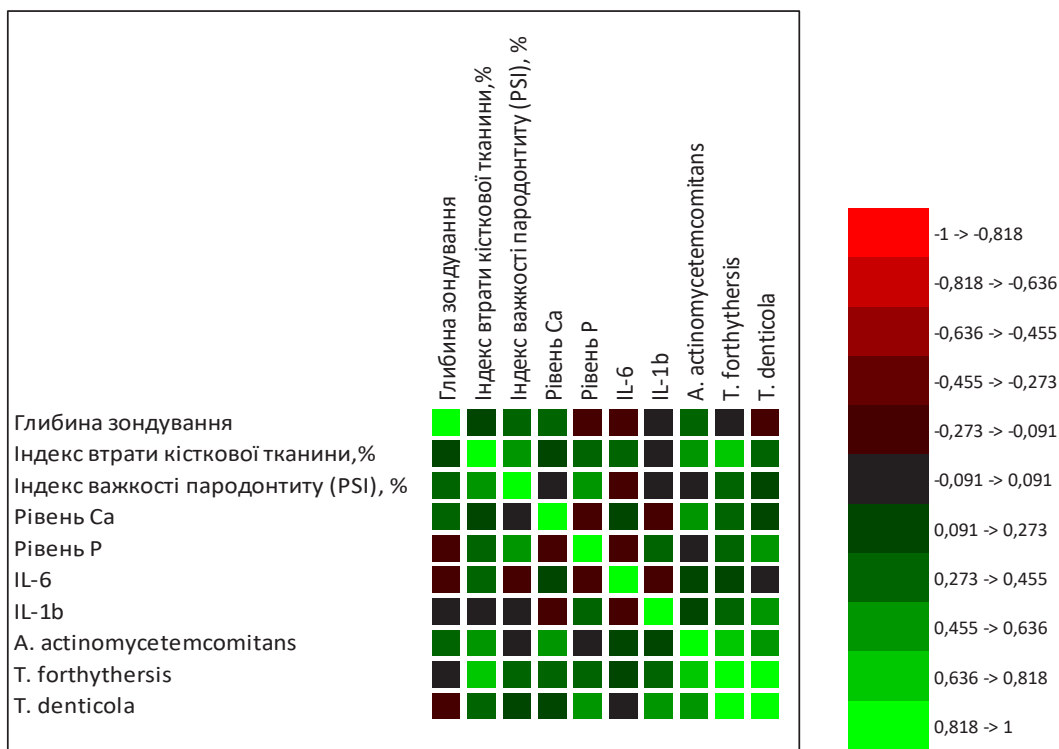 Глибина зондування
Індекс втрати кісткової тканини,%
Індекс важкості пародонтиту (PSI), %
Рівень Ca
Рівень P
IL-6
IL-1b
A. actinomycetemcomitans
T. forthythersis
T. denticola
Глибина зондування
Індекс втрати кісткової тканини,%
Індекс важкості пародонтиту (PSI), %
Рівень Ca
Рівень P
IL-6
IL-1b
A. actinomycetemcomitans
T. forthythersis
T. denticola
-1 -> -0,818
-0,818 -> -0,636
-0,636 -> -0,455
-0,455 -> -0,273
-0,273 -> -0,091
-0,091 -> 0,091
0,091 -> 0,273
0,273 -> 0,455
0,455 -> 0,636
0,636 -> 0,818
0,818 -> 1